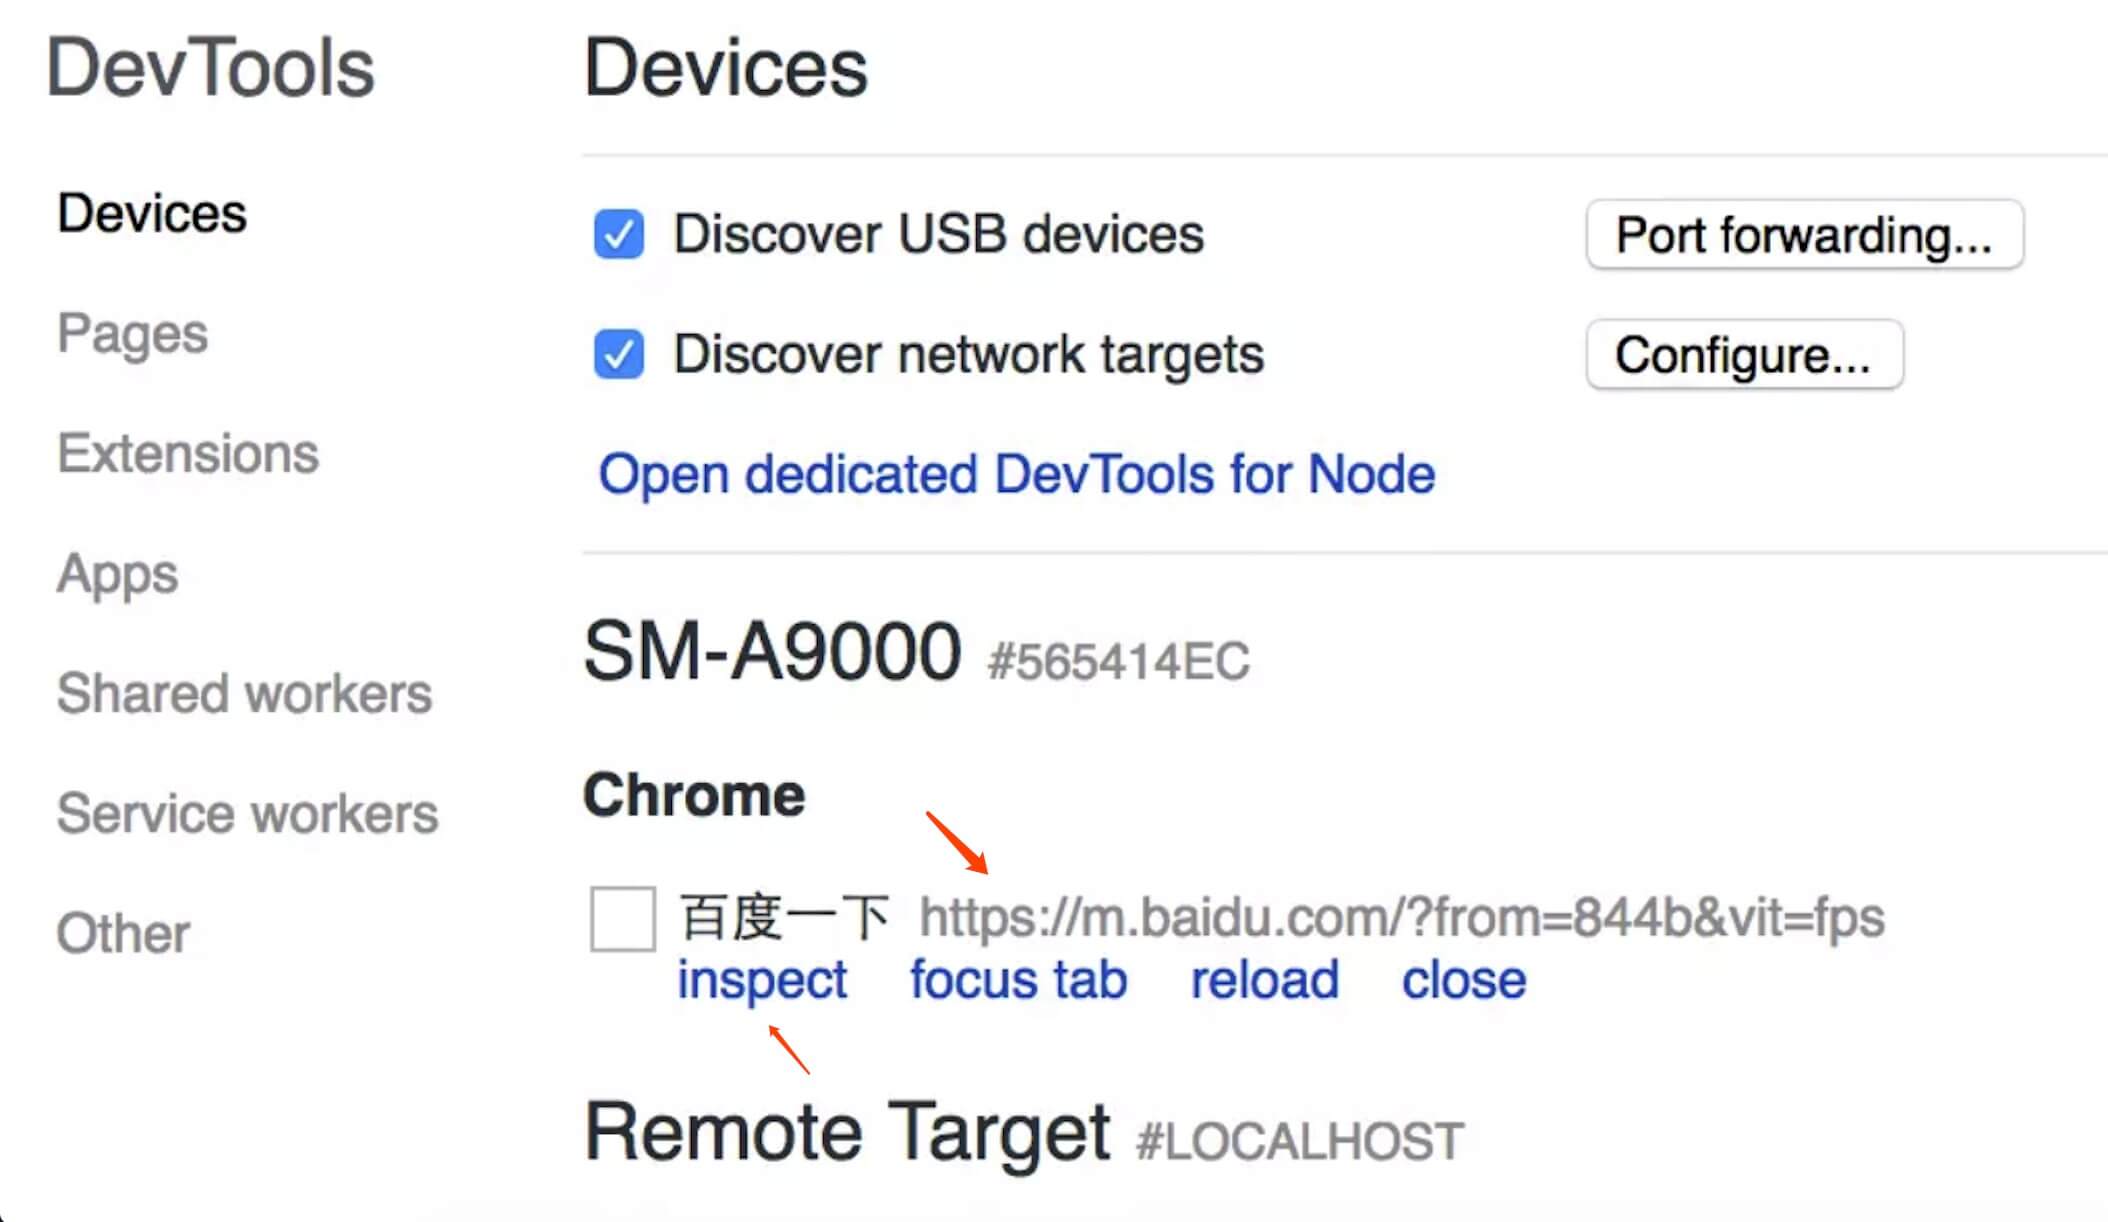 DevTools
Devices
Pages
Extensions
Apps
Shared workers
Service workers
Other
Devices
Discover USB devices
Port forwarding...
Discover network targets
Configure...
Open dedicated DevTools for Node
SM-A9000 #565414EC
Chrome
百度一下 https://m.baidu.com/?from=844b&vit=fps
inspect focus tab reload close
Remote Target #LOCALHOST